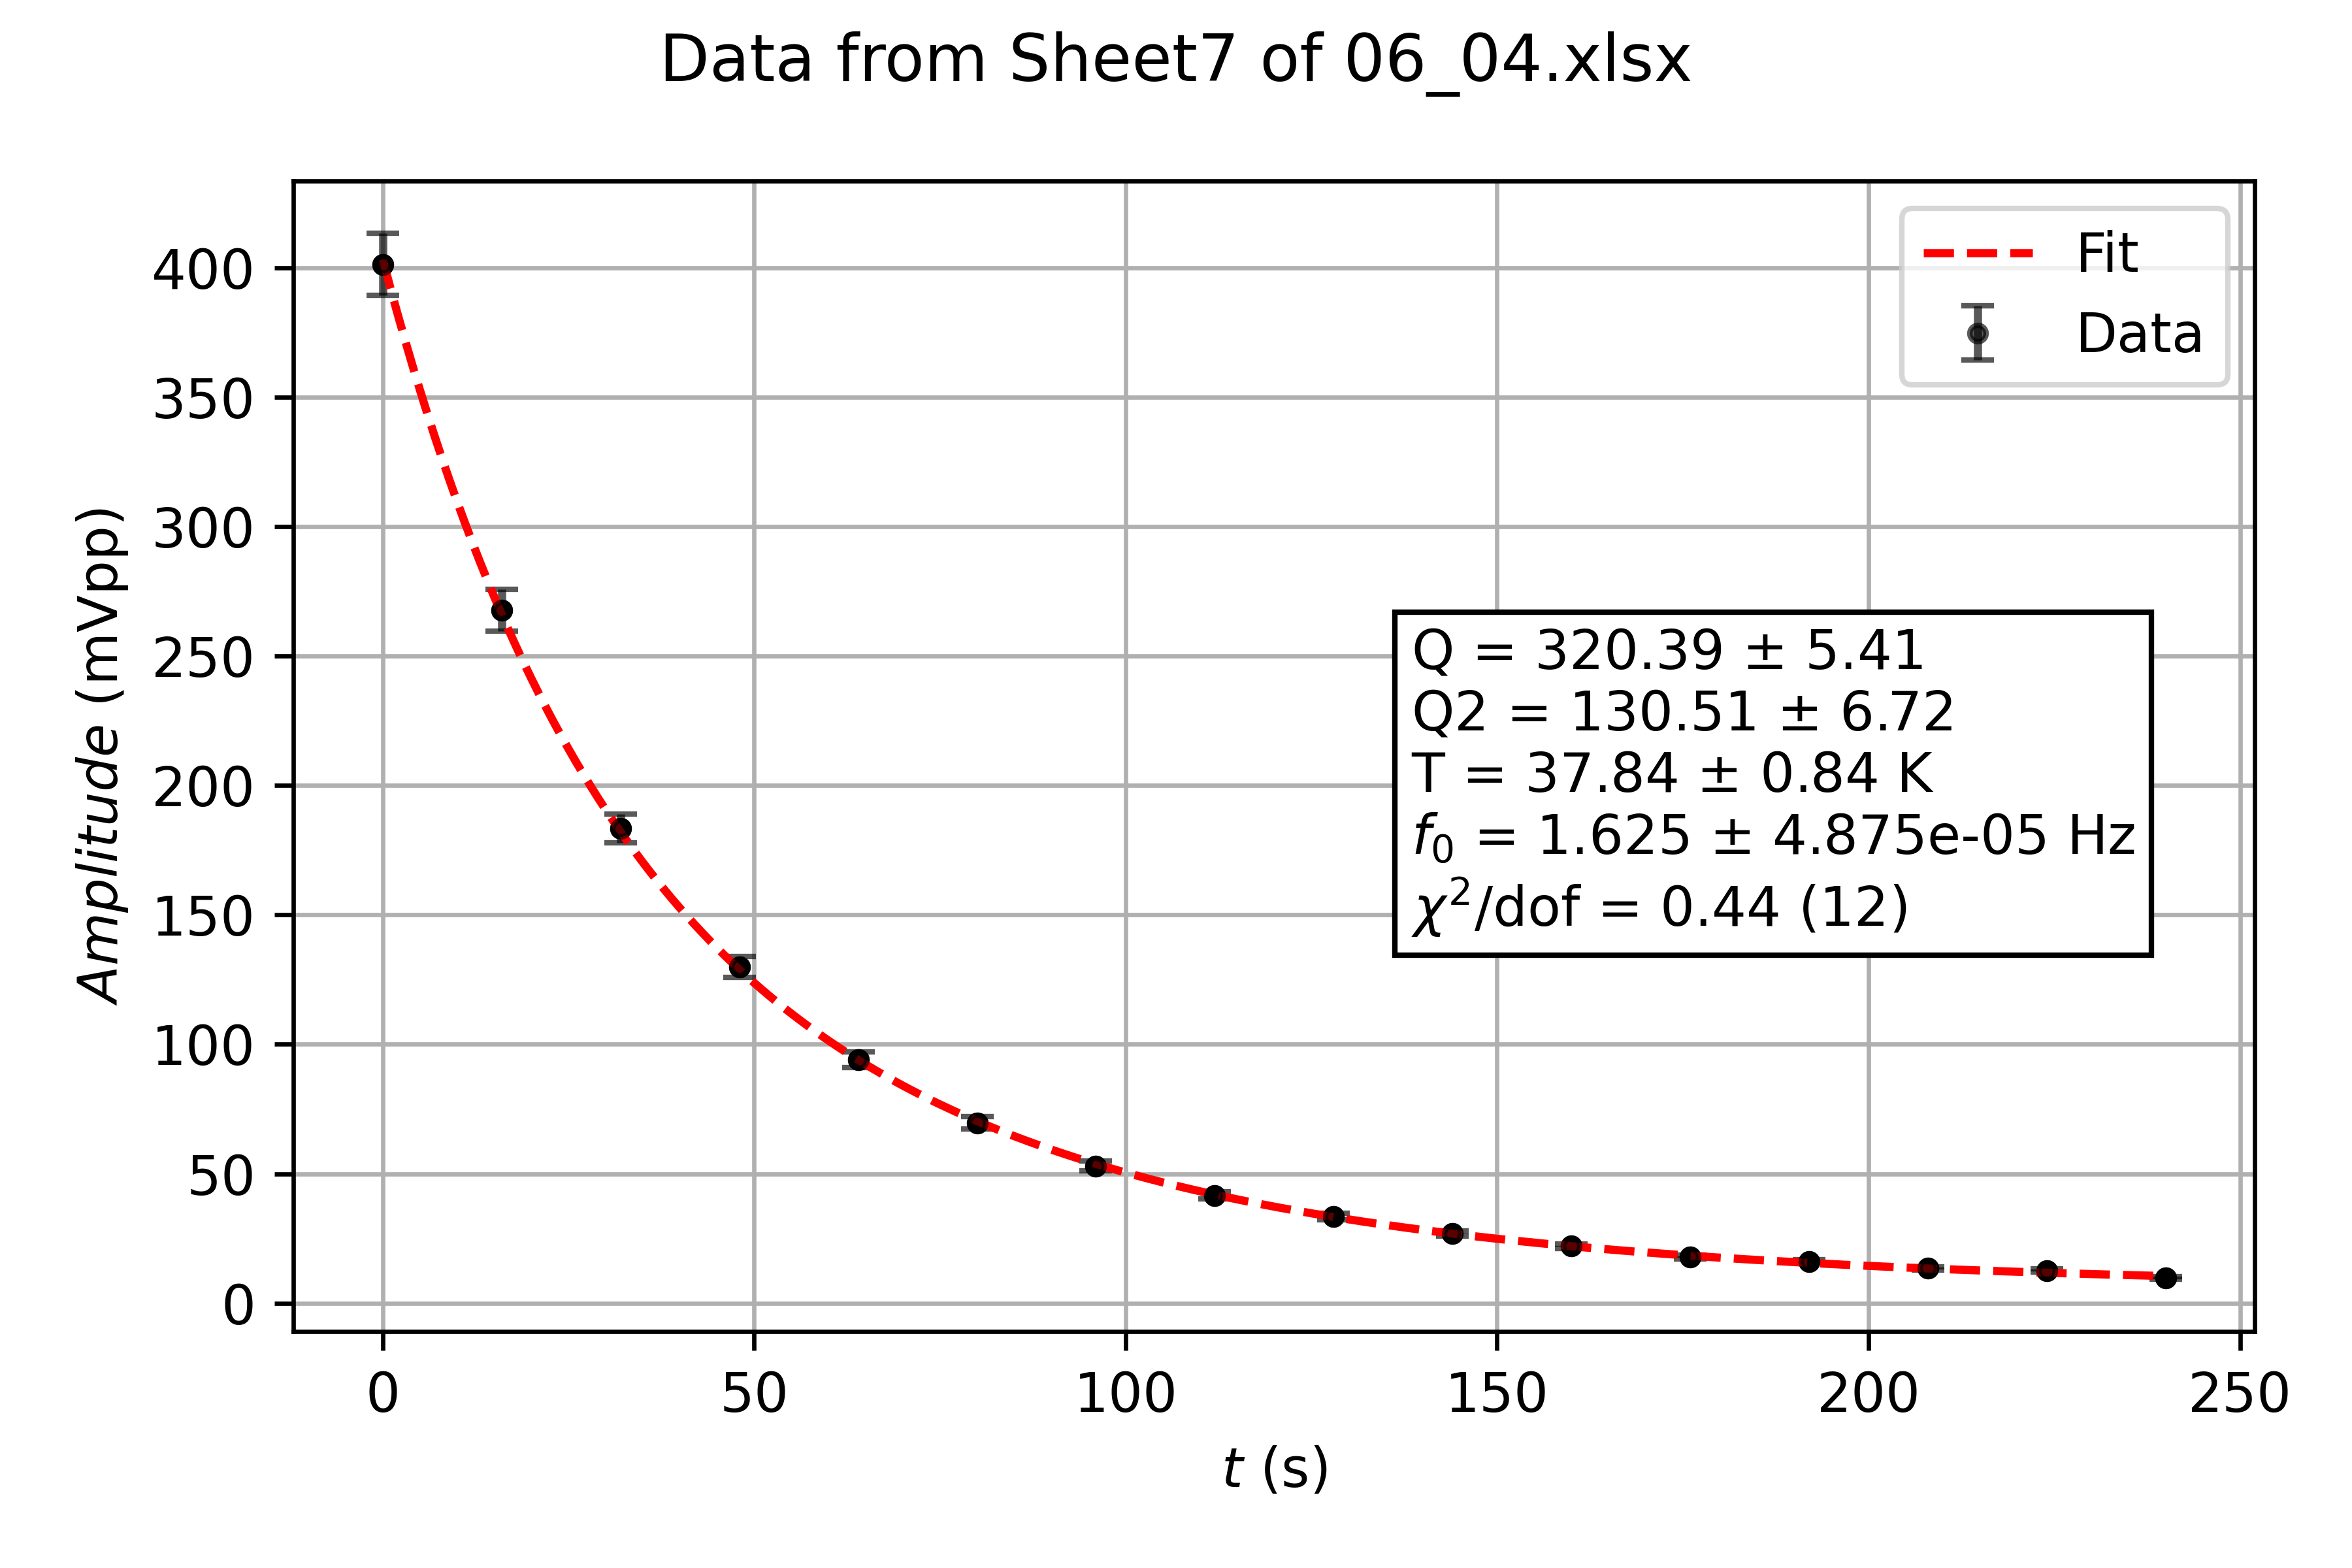 Data from Sheet7 of 06_04.xlsx
Amplitude (mVpp)
400
350
300
250
200
150
100
50
0
Fit
Data
Q = 320.39 ± 5.41
Q2 = 130.51 ± 6.72
T = 37.84 ± 0.84 K
f₀ = 1.625 ± 4.875e-05 Hz
χ²/dof = 0.44 (12)
0 50 100 150 200 250
t (s)